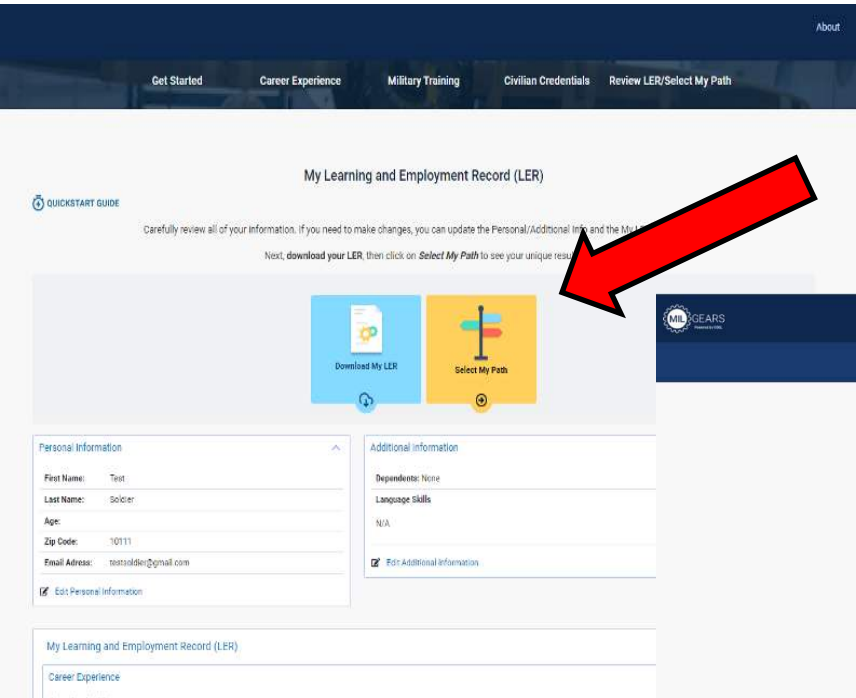 About
Get Started Career Experience Military Training Civilian Credentials Review LER/Select My Path
My Learning and Employment Record (LER)
QUICKSTART GUIDE
Carefully review all of your information. If you need to make changes, you can update the Personal/Additional Info and the My
Next, download your LER, then click on Select My Path to see your unique resu
MIL GEARS
Download My LER
Select My Path
Personal Information
First Name: Test
Last Name: Soldier
Age:
Zip Code: 10111
Email Adress: testsoldier@gmail.com
Edit Personal Information
Additional Information
Dependents: None
Language Skills
N/A
Edit Additional Information
My Learning and Employment Record (LER)
Career Experience